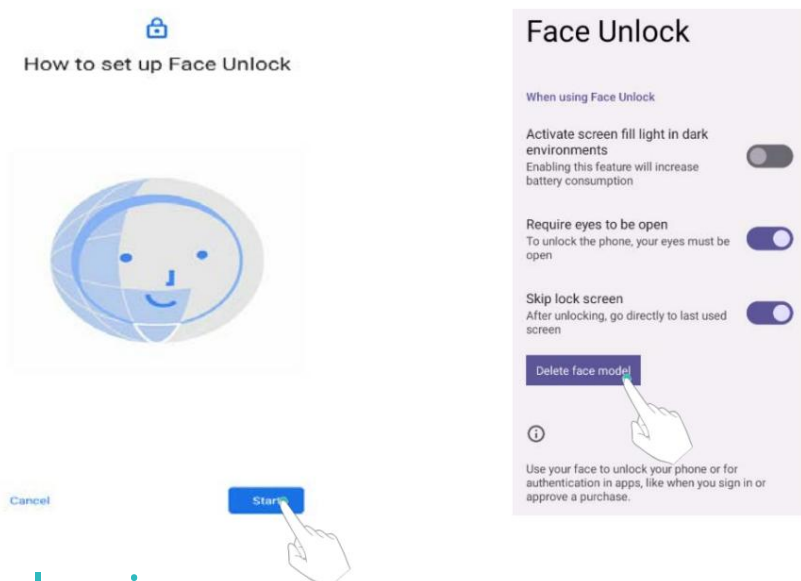 How to set up Face Unlock
Cancel
Start
Face Unlock
When using Face Unlock
Activate screen fill light in dark
environments
Enabling this feature will increase
battery consumption
Require eyes to be open
To unlock the phone, your eyes must be
open
Skip lock screen
After unlocking, go directly to last used
screen
Delete face model
Use your face to unlock your phone or for
authentication in apps, like when you sign in or
approve a purchase.